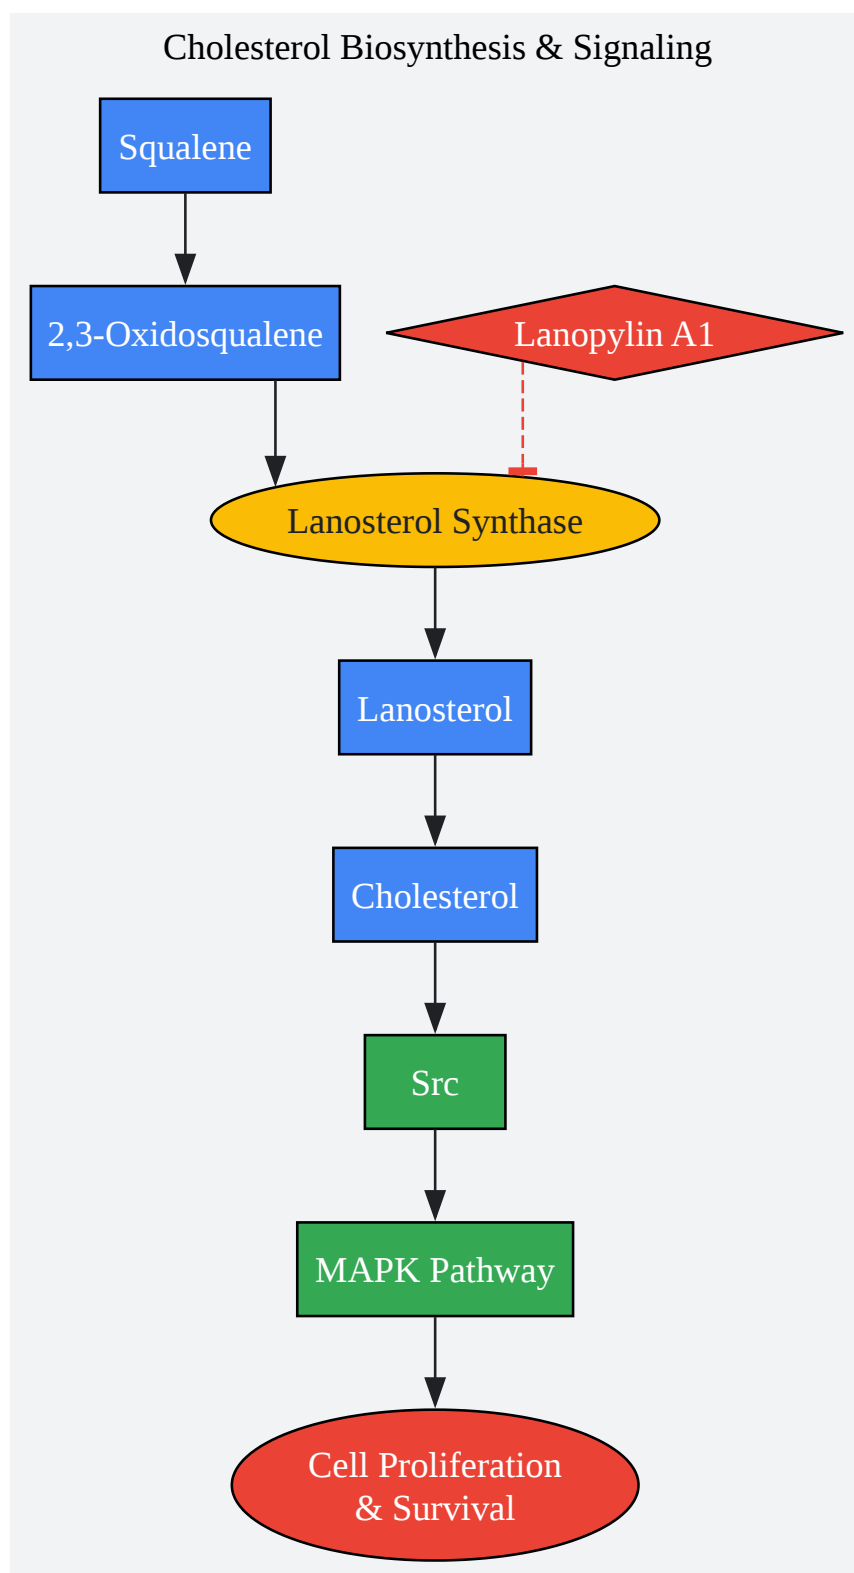 Cholesterol Biosynthesis & Signaling
Squalene
2,3-Oxidosqualene
Lanopylin A1
Lanosterol Synthase
Lanosterol
Cholesterol
Src
MAPK Pathway
Cell Proliferation
& Survival